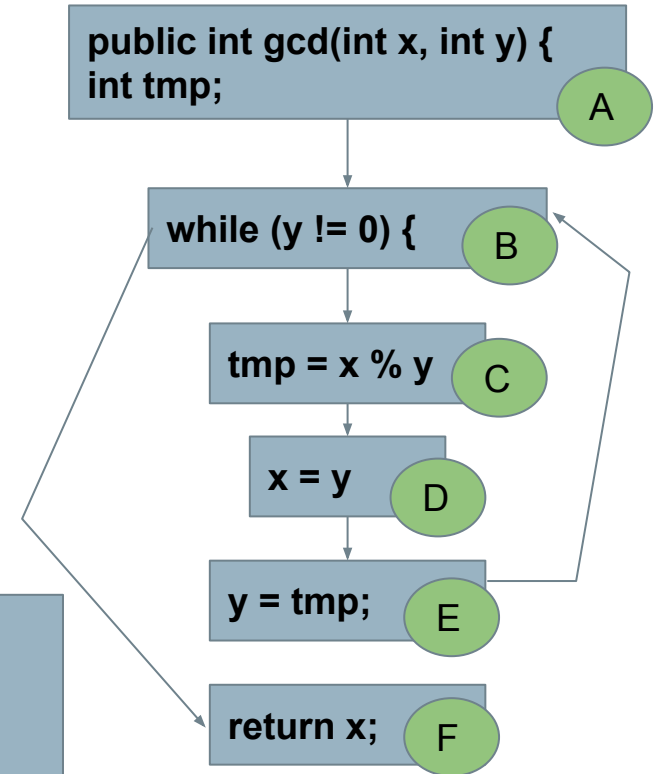 public int gcd(int x, int y) {
int tmp;
A
while (y != 0) {
B
tmp = x % y
C
x = y
D
y = tmp;
E
return x;
F